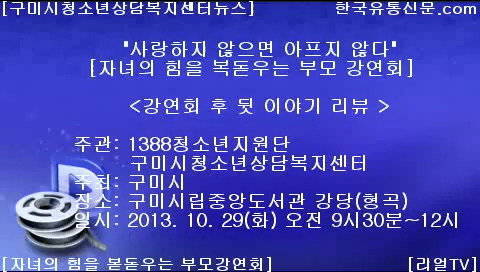 [구미시청소년상담복지센터뉴스] 한국유통신문.com
"사랑하지 않으면 아프지 않다"
[자녀의 힘을 복돋우는 부모 강연회]
<강연회 후 뒷 이야기 리뷰 >
주관: 1388청소년지원단
구미시청소년상담복지센터
주최: 구미시
장소: 구미시립중앙도서관 강당(형곡)
일시: 2013. 10. 29(화) 오전 9시30분~12시
[자녀의 힘을 볻돋우는 부모강연회] [리얼TV]